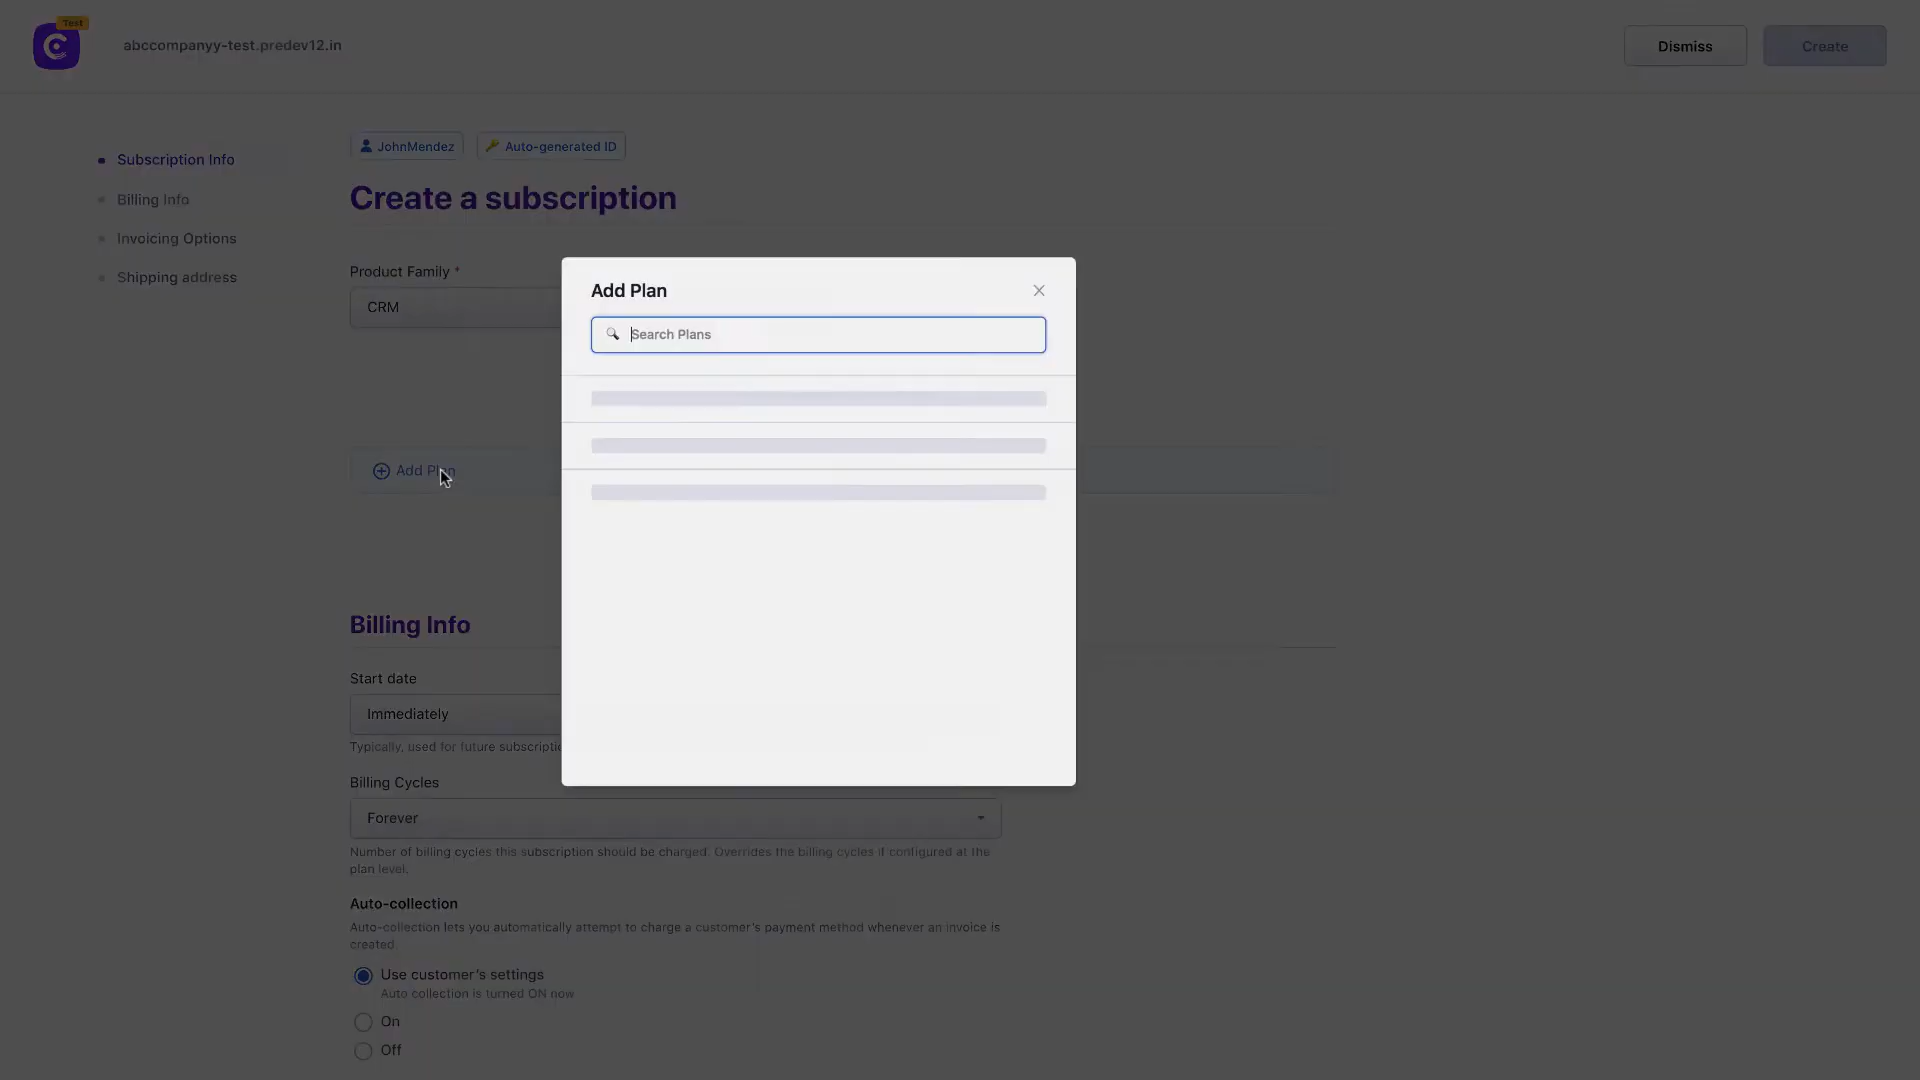 Test
abccompanyy-test.predev12.in
Dismiss
Create
Subscription Info
Billing Info
Invoicing Options
Shipping address
JohnMendez
Auto-generated ID
Create a subscription
Product Family *
CRM
Add Plan
Search Plans
Add Plan
Billing Info
Start date
Immediately
Typically, used for future
Billing Cycles
Forever
Number of billing cycles this subscription should be charged. Overrides the billing cycles if configured at the
plan level.
Auto-collection
Auto-collection lets you automatically attempt to charge a customer's payment method whenever an invoice is
created.
Use customer's settings
Auto collection is turned ON now
On
Off